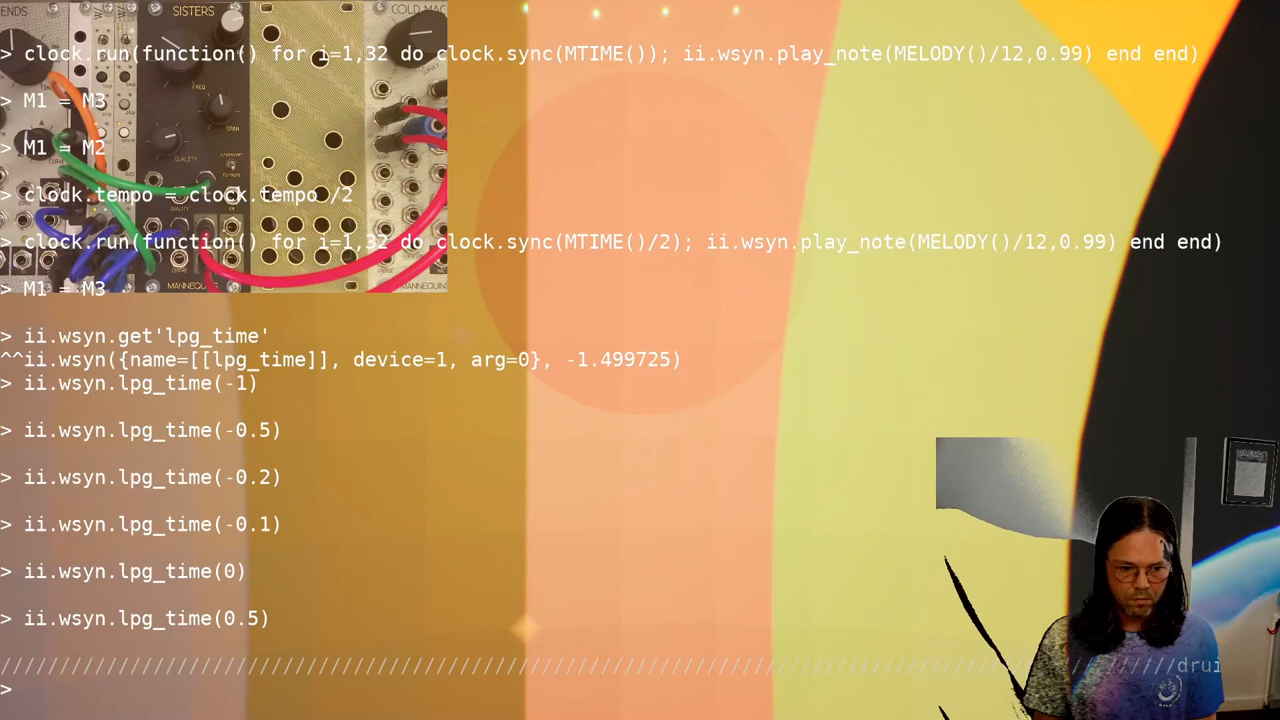 ENDS
SISTERS
COLD MAC
> clock.run(function() for i=1,32 do clock.sync(MTIME()); ii.wsyn.play_note(MELODY()/12,0.99) end end)
> M1 = M3
FREQ
SPAN
> M1 = M2
QUALITY
> clock.tempo = clock.tempo /2
> clock.run(function() for i=1,32 do clock.sync(MTIME()/2); ii.wsyn.play_note(MELODY()/12,0.99) end end)
> M1 = M3
MANNEQUINS
> ii.wsyn.get'lpg_time'
^^ii.wsyn({name=[[lpg_time]], device=1, arg=0}, -1.499725)
> ii.wsyn.lpg_time(-1)
> ii.wsyn.lpg_time(-0.5)
> ii.wsyn.lpg_time(-0.2)
> ii.wsyn.lpg_time(-0.1)
> ii.wsyn.lpg_time(0)
> ii.wsyn.lpg_time(0.5)
////////////////////////////////////////////////////////////////////////////////////////////////////drui
>